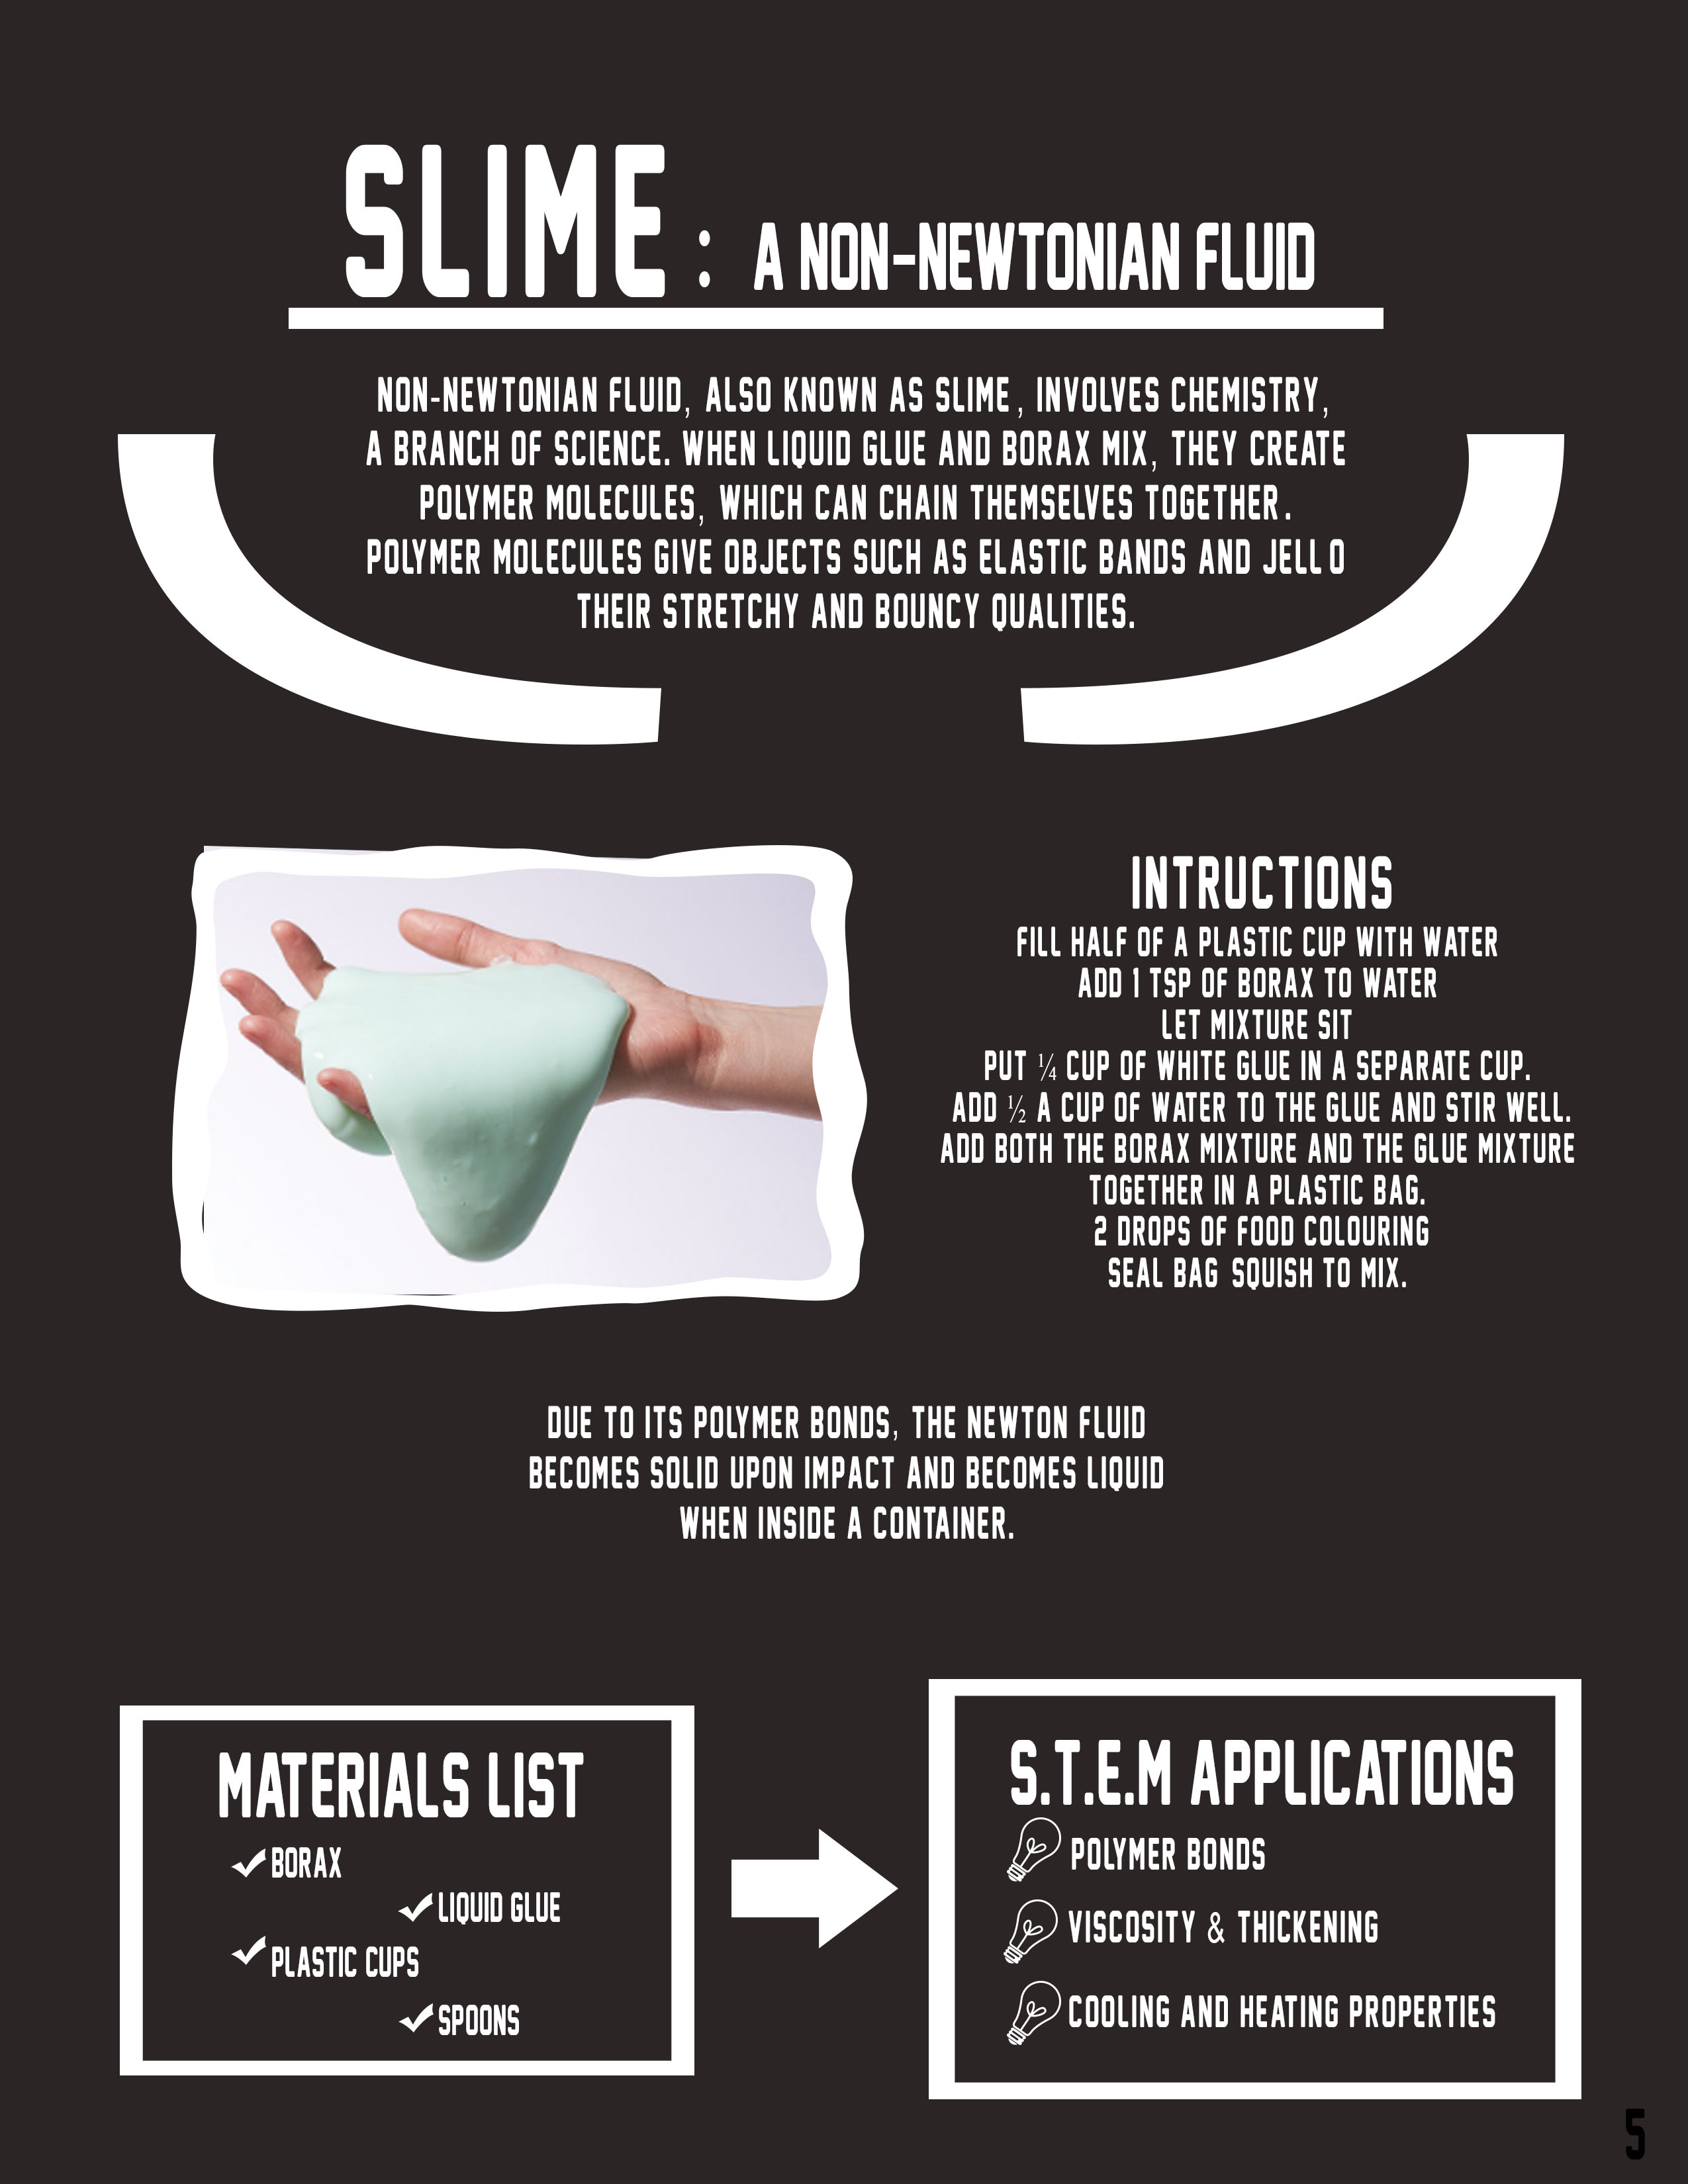 SLIME : A NON-NEWTONIAN FLUID
NON-NEWTONIAN FLUID, ALSO KNOWN AS SLIME, INVOLVES CHEMISTRY,
A BRANCH OF SCIENCE. WHEN LIQUID GLUE AND BORAX MIX, THEY CREATE
POLYMER MOLECULES, WHICH CAN CHAIN THEMSELVES TOGETHER.
POLYMER MOLECULES GIVE OBJECTS SUCH AS ELASTIC BANDS AND JELLO
THEIR STRETCHY AND BOUNCY QUALITIES.
INTRUCTIONS
FILL HALF OF A PLASTIC CUP WITH WATER
ADD 1 TSP OF BORAX TO WATER
LET MIXTURE SIT
PUT ¼ CUP OF WHITE GLUE IN A SEPARATE CUP.
ADD ½ A CUP OF WATER TO THE GLUE AND STIR WELL.
ADD BOTH THE BORAX MIXTURE AND THE GLUE MIXTURE
TOGETHER IN A PLASTIC BAG.
2 DROPS OF FOOD COLOURING
SEAL BAG SQUISH TO MIX.
DUE TO ITS POLYMER BONDS, THE NEWTON FLUID
BECOMES SOLID UPON IMPACT AND BECOMES LIQUID
WHEN INSIDE A CONTAINER.
MATERIALS LIST
BORAX
LIQUID GLUE
PLASTIC CUPS
SPOONS
S.T.E.M APPLICATIONS
POLYMER BONDS
VISCOSITY & THICKENING
COOLING AND HEATING PROPERTIES
5